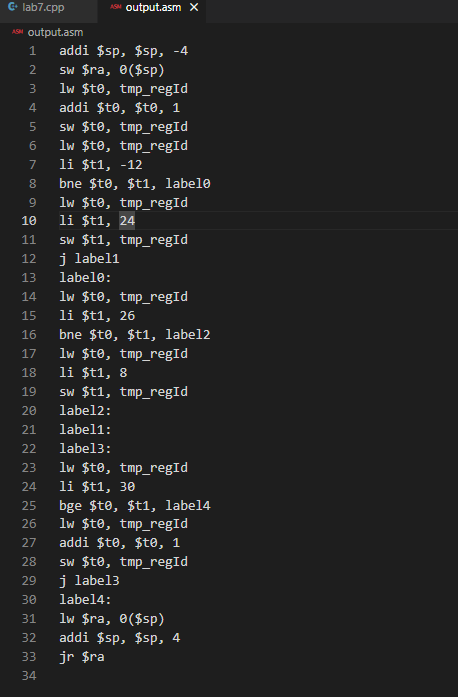 lab7.cpp ASM output.asm ×
ASM output.asm
1 addi $sp, $sp, -4
2 sw $ra, 0($sp)
3 lw $t0, tmp_regId
4 addi $t0, $t0, 1
5 sw $t0, tmp_regId
6 lw $t0, tmp_regId
7 li $t1, -12
8 bne $t0, $t1, label0
9 lw $t0, tmp_regId
10 li $t1, 24
11 sw $t1, tmp_regId
12 j label1
13 label0:
14 lw $t0, tmp_regId
15 li $t1, 26
16 bne $t0, $t1, label2
17 lw $t0, tmp_regId
18 li $t1, 8
19 sw $t1, tmp_regId
20 label2:
21 label1:
22 label3:
23 lw $t0, tmp_regId
24 li $t1, 30
25 bge $t0, $t1, label4
26 lw $t0, tmp_regId
27 addi $t0, $t0, 1
28 sw $t0, tmp_regId
29 j label3
30 label4:
31 lw $ra, 0($sp)
32 addi $sp, $sp, 4
33 jr $ra
34